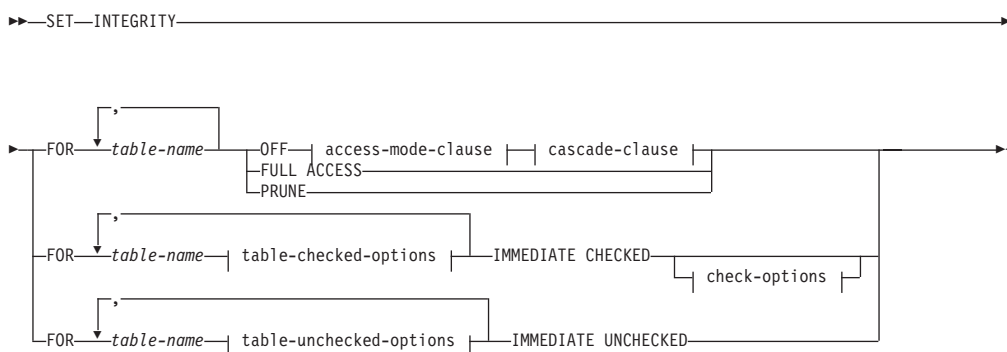 SET INTEGRITY
,
FOR table-name OFF access-mode-clause cascade-clause
FULL ACCESS
PRUNE
,
FOR table-name table-checked-options IMMEDIATE CHECKED
check-options
,
FOR table-name table-unchecked-options IMMEDIATE UNCHECKED